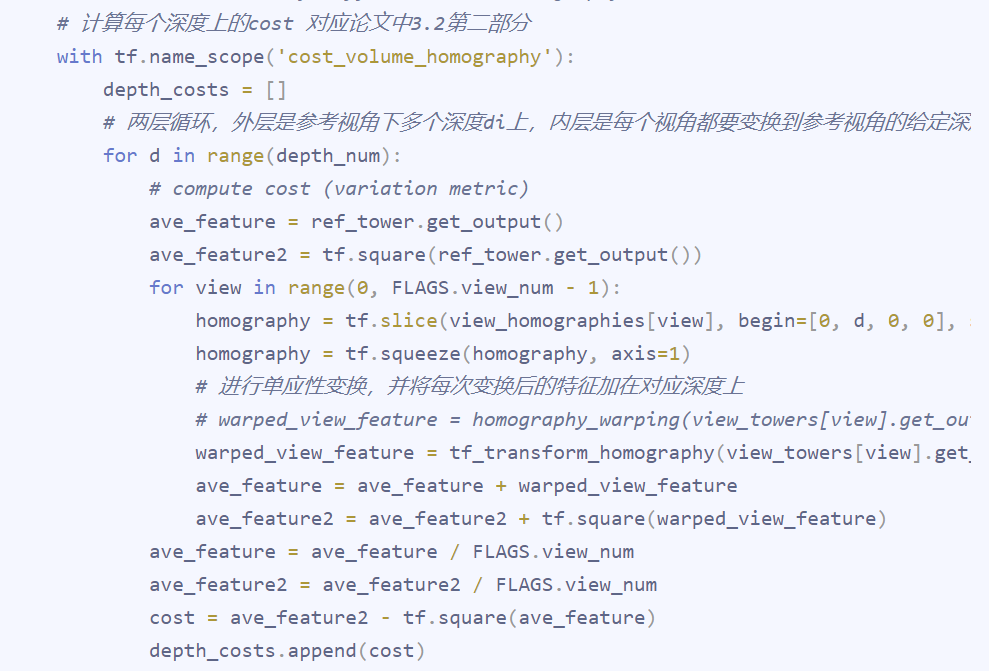 # 计算每个深度上的cost 对应论文中3.2第二部分
with tf.name_scope('cost_volume_homography'):
depth_costs = []
# 两层循环，外层是参考视角下多个深度di上，内层是每个视角都要变换到参考视角的给定深
for d in range(depth_num):
# compute cost (variation metric)
ave_feature = ref_tower.get_output()
ave_feature2 = tf.square(ref_tower.get_output())
for view in range(0, FLAGS.view_num - 1):
homography = tf.slice(view_homographies[view], begin=[0, d, 0, 0],
homography = tf.squeeze(homography, axis=1)
# 进行单应性变换，并将每次变换后的特征加在对应深度上
# warped_view_feature = homography_warping(view_towers[view].get_ou
warped_view_feature = tf_transform_homography(view_towers[view].get_
ave_feature = ave_feature + warped_view_feature
ave_feature2 = ave_feature2 + tf.square(warped_view_feature)
ave_feature = ave_feature / FLAGS.view_num
ave_feature2 = ave_feature2 / FLAGS.view_num
cost = ave_feature2 - tf.square(ave_feature)
depth_costs.append(cost)